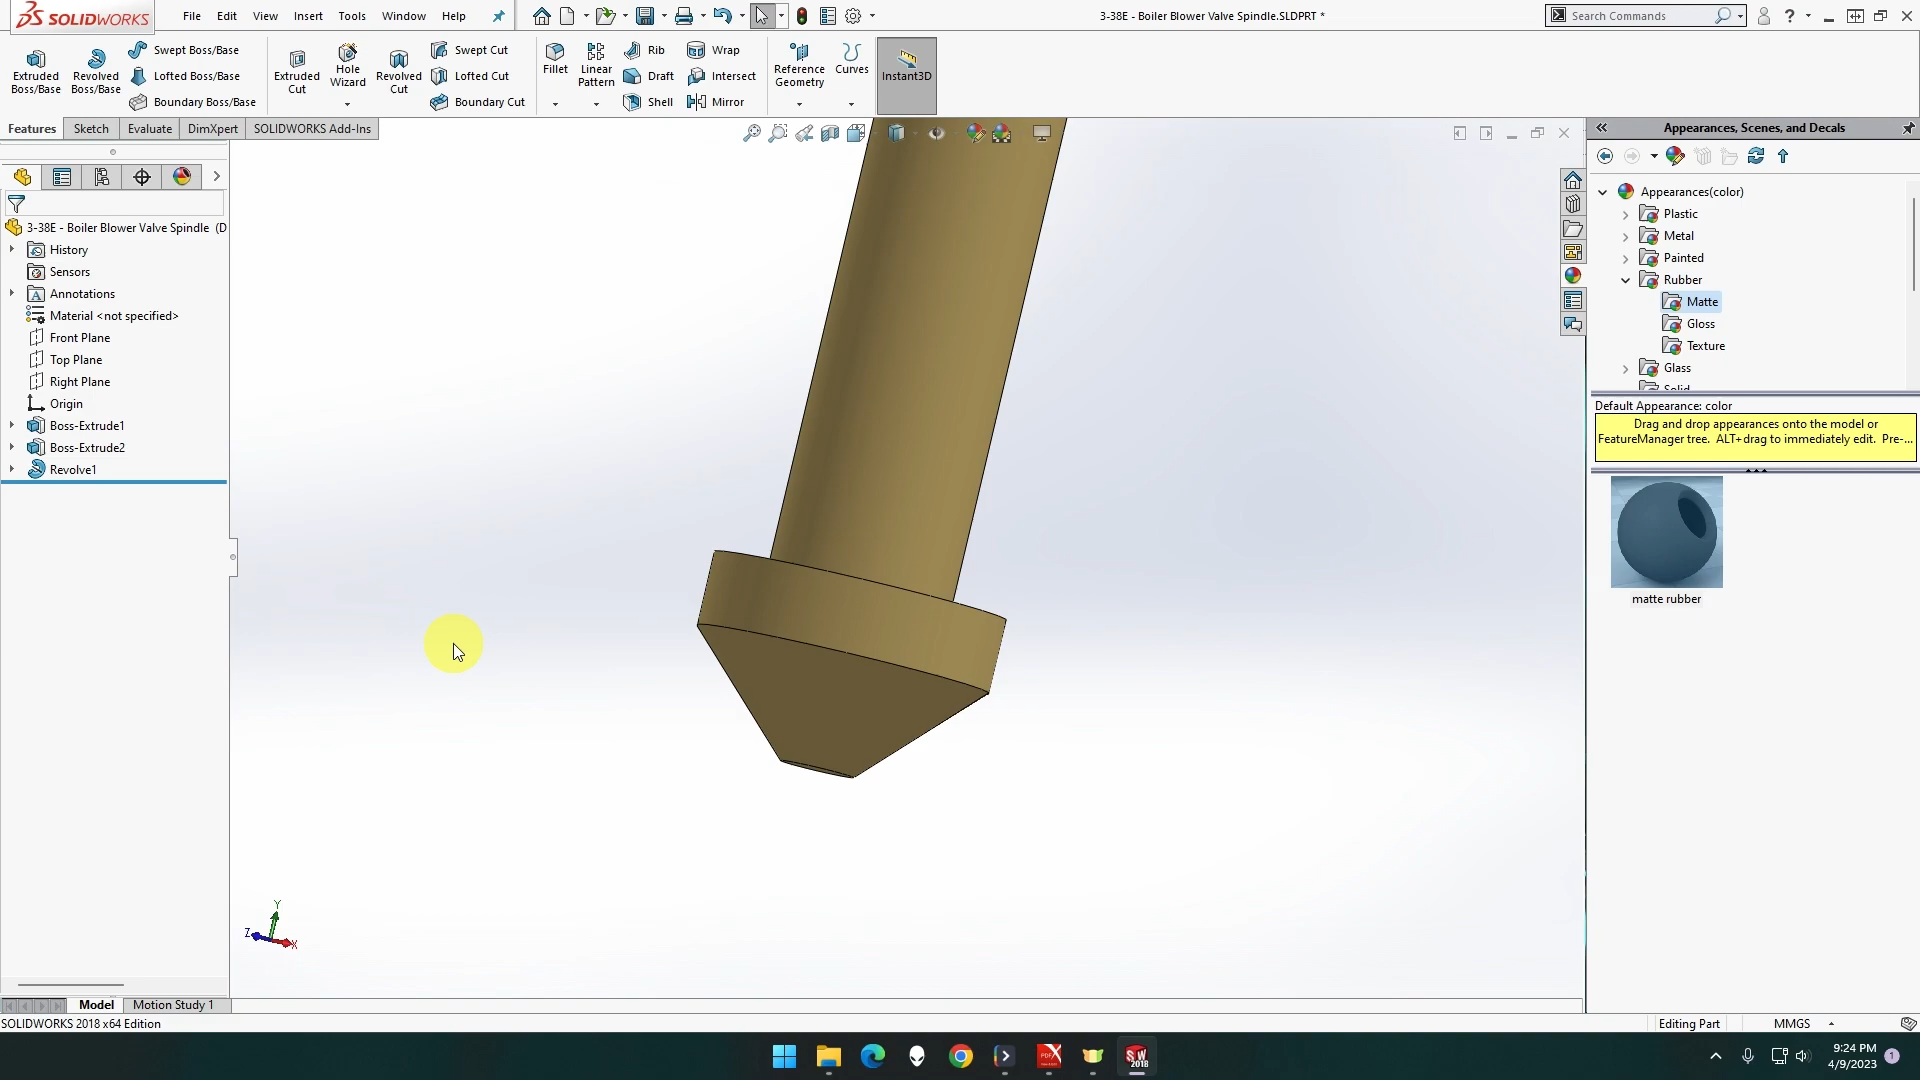 SOLIDWORKS
File Edit View Insert Tools Window Help
3-38E - Boiler Blower Valve Spindle.SLDPRT *
Search Commands
Extruded Boss/Base
Revolved Boss/Base
Swept Boss/Base
Lofted Boss/Base
Boundary Boss/Base
Extruded Cut
Hole Wizard
Revolved Cut
Swept Cut
Lofted Cut
Boundary Cut
Fillet
Linear Pattern
Rib
Draft
Shell
Wrap
Intersect
Mirror
Reference Geometry
Curves
Instant3D
Features Sketch Evaluate DimXpert SOLIDWORKS Add-Ins
3-38E - Boiler Blower Valve Spindle (D
History
Sensors
Annotations
Material <not specified>
Front Plane
Top Plane
Right Plane
Origin
Boss-Extrude1
Boss-Extrude2
Revolve1
Y
Z
X
Appearances, Scenes, and Decals
Appearances(color)
Plastic
Metal
Painted
Rubber
Matte
Gloss
Texture
Glass
Solid
Default Appearance: color
Drag and drop appearances onto the model or
FeatureManager tree. ALT+drag to immediately edit. Pre-...
matte rubber
Model Motion Study 1
SOLIDWORKS 2018 x64 Edition
Editing Part
MMGS
SW
2018
PDF
9:24 PM
4/9/2023
1